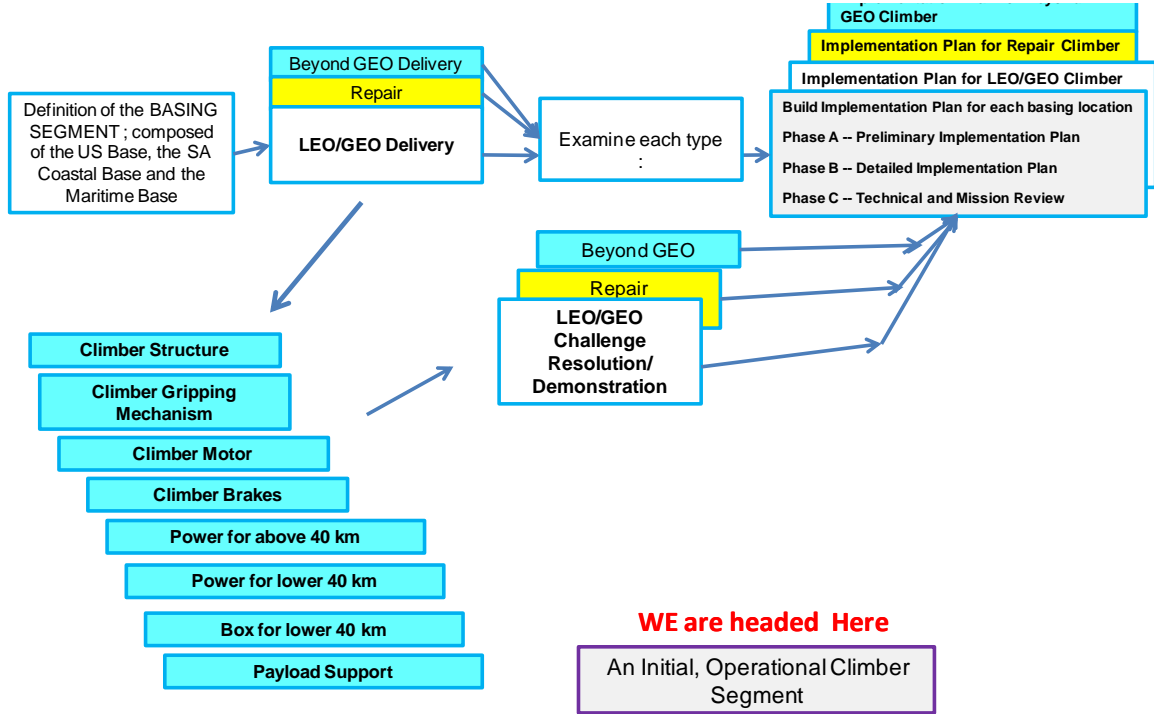 GEO Climber
Implementation Plan for Repair Climber
Implementation Plan for LEO/GEO Climber
Build Implementation Plan for each basing location
Phase A -- Preliminary Implementation Plan
Phase B -- Detailed Implementation Plan
Phase C -- Technical and Mission Review
Beyond GEO Delivery
Repair
LEO/GEO Delivery
Definition of the BASING
SEGMENT ; composed
of the US Base, the SA
Coastal Base and the
Maritime Base
Examine each type
:
Beyond GEO
Repair
LEO/GEO
Challenge
Resolution/
Demonstration
Climber Structure
Climber Gripping
Mechanism
Climber Motor
Climber Brakes
Power for above 40 km
Power for lower 40 km
Box for lower 40 km
Payload Support
WE are headed Here
An Initial, Operational Climber
Segment